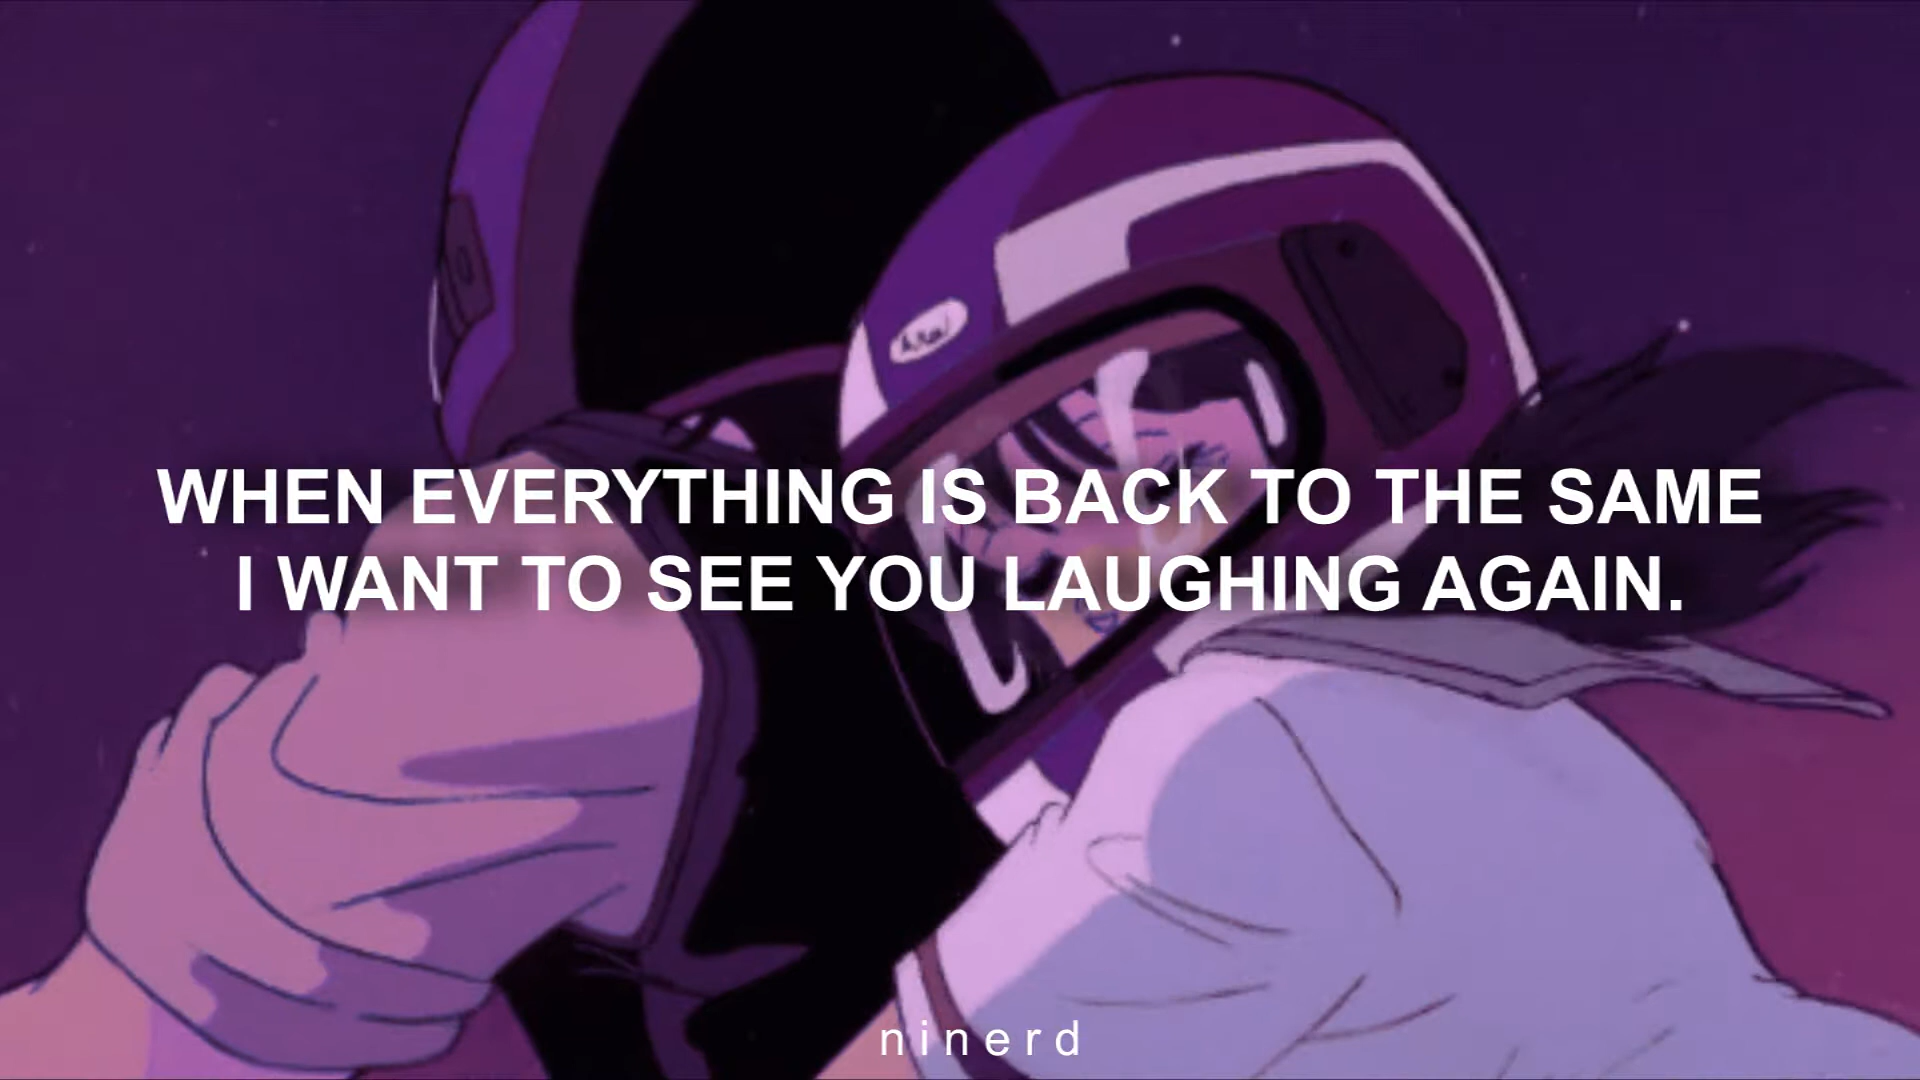 WHEN EVERYTHING IS BACK TO THE SAME
I WANT TO SEE YOU LAUGHING AGAIN.
ninerd